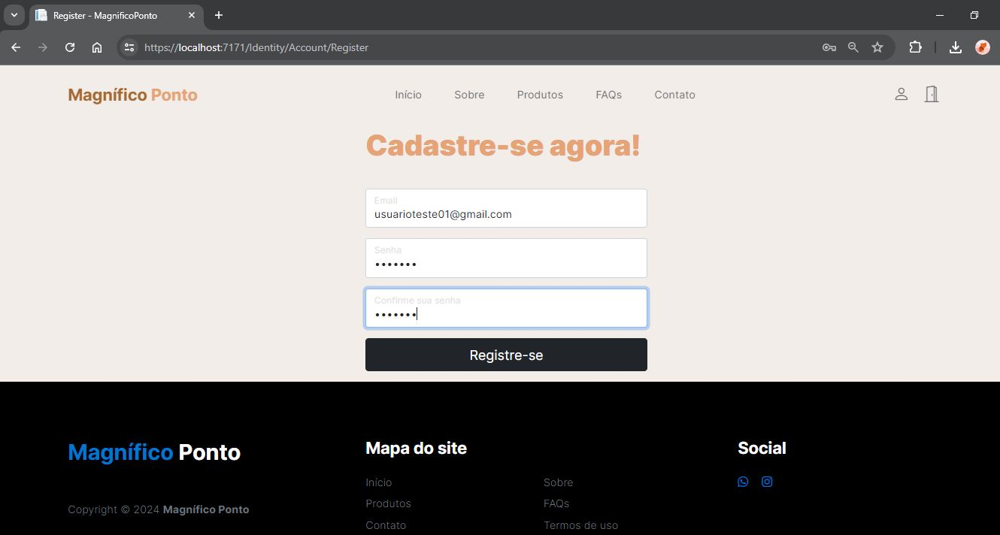 Register - MagnificoPonto
https://localhost:7171/Identity/Account/Register
Magnífico Ponto
Início Sobre Produtos FAQs Contato
Cadastre-se agora!
Email
usuarioteste01@gmail.com
Senha
•••••••
Confirme sua senha
•••••••
Registre-se
Magnífico Ponto
Copyright © 2024 Magnífico Ponto
Mapa do site
Início Sobre
Produtos FAQs
Contato Termos de uso
Social